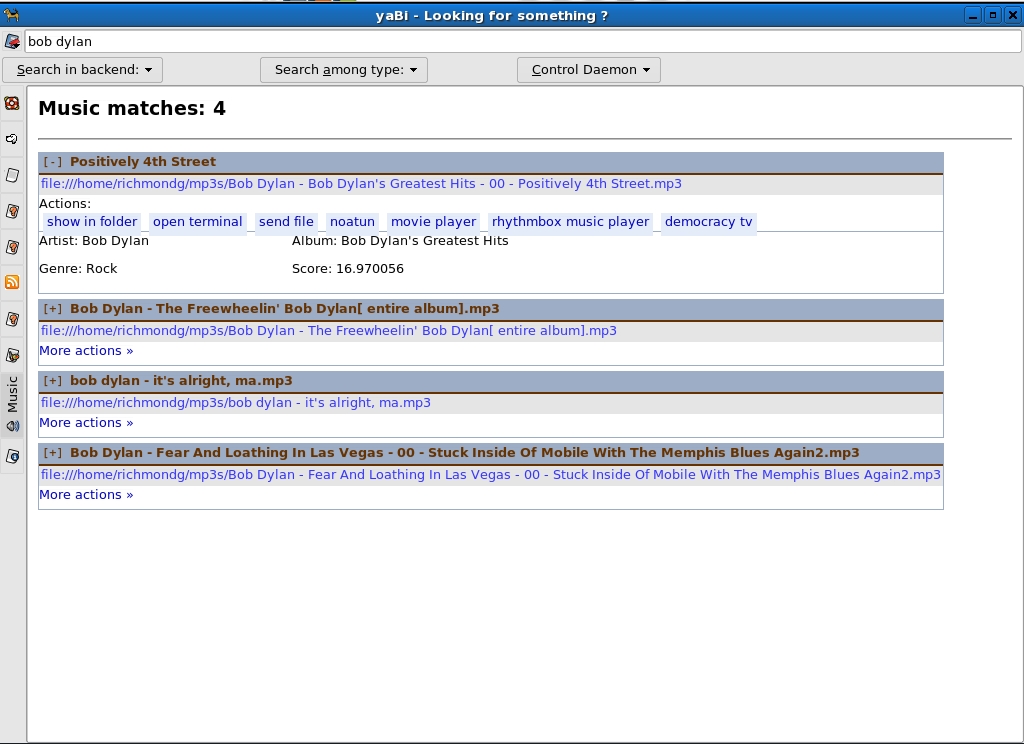 yaBi - Looking for something ?
bob dylan
Search in backend: Search among type: Control Daemon
Music matches: 4
[-] Positively 4th Street
file:///home/richmondg/mp3s/Bob Dylan - Bob Dylan's Greatest Hits - 00 - Positively 4th Street.mp3
Actions:
show in folder open terminal send file noatun movie player rhythmbox music player democracy tv
Artist: Bob Dylan Album: Bob Dylan's Greatest Hits
Genre: Rock Score: 16.970056
[+] Bob Dylan - The Freewheelin' Bob Dylan[ entire album].mp3
file:///home/richmondg/mp3s/Bob Dylan - The Freewheelin' Bob Dylan[ entire album].mp3
More actions »
[+] bob dylan - it's alright, ma.mp3
file:///home/richmondg/mp3s/bob dylan - it's alright, ma.mp3
More actions »
[+] Bob Dylan - Fear And Loathing In Las Vegas - 00 - Stuck Inside Of Mobile With The Memphis Blues Again2.mp3
file:///home/richmondg/mp3s/Bob Dylan - Fear And Loathing In Las Vegas - 00 - Stuck Inside Of Mobile With The Memphis Blues Again2.mp3
More actions »
Music